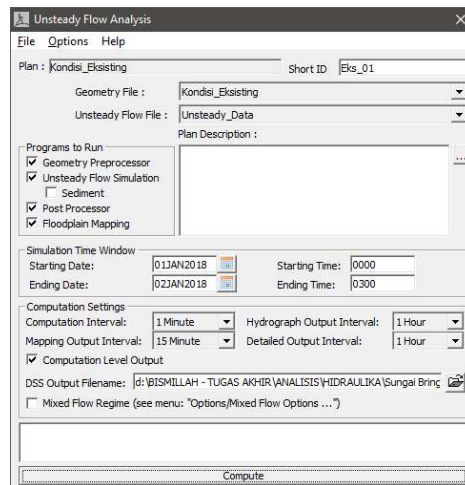 Unsteady Flow Analysis
File Options Help
Plan : Kondisi_Eksisting Short ID Eks_01
Geometry File : Kondisi_Eksisting
Unsteady Flow File : Unsteady_Data
Plan Description :
Programs to Run
Geometry Preprocessor
Unsteady Flow Simulation
Sediment
Post Processor
Floodplain Mapping
...
Simulation Time Window
Starting Date: 01JAN2018 Starting Time: 0000
Ending Date: 02JAN2018 Ending Time: 0300
Computation Settings
Computation Interval: 1 Minute Hydrograph Output Interval: 1 Hour
Mapping Output Interval: 15 Minute Detailed Output Interval: 1 Hour
Computation Level Output
DSS Output Filename: d:\BISMILLAH - TUGAS AKHIR\ANALISIS\HIDRAULIKA\Sungai Bring
Mixed Flow Regime (see menu: "Options/Mixed Flow Options ...")
Compute